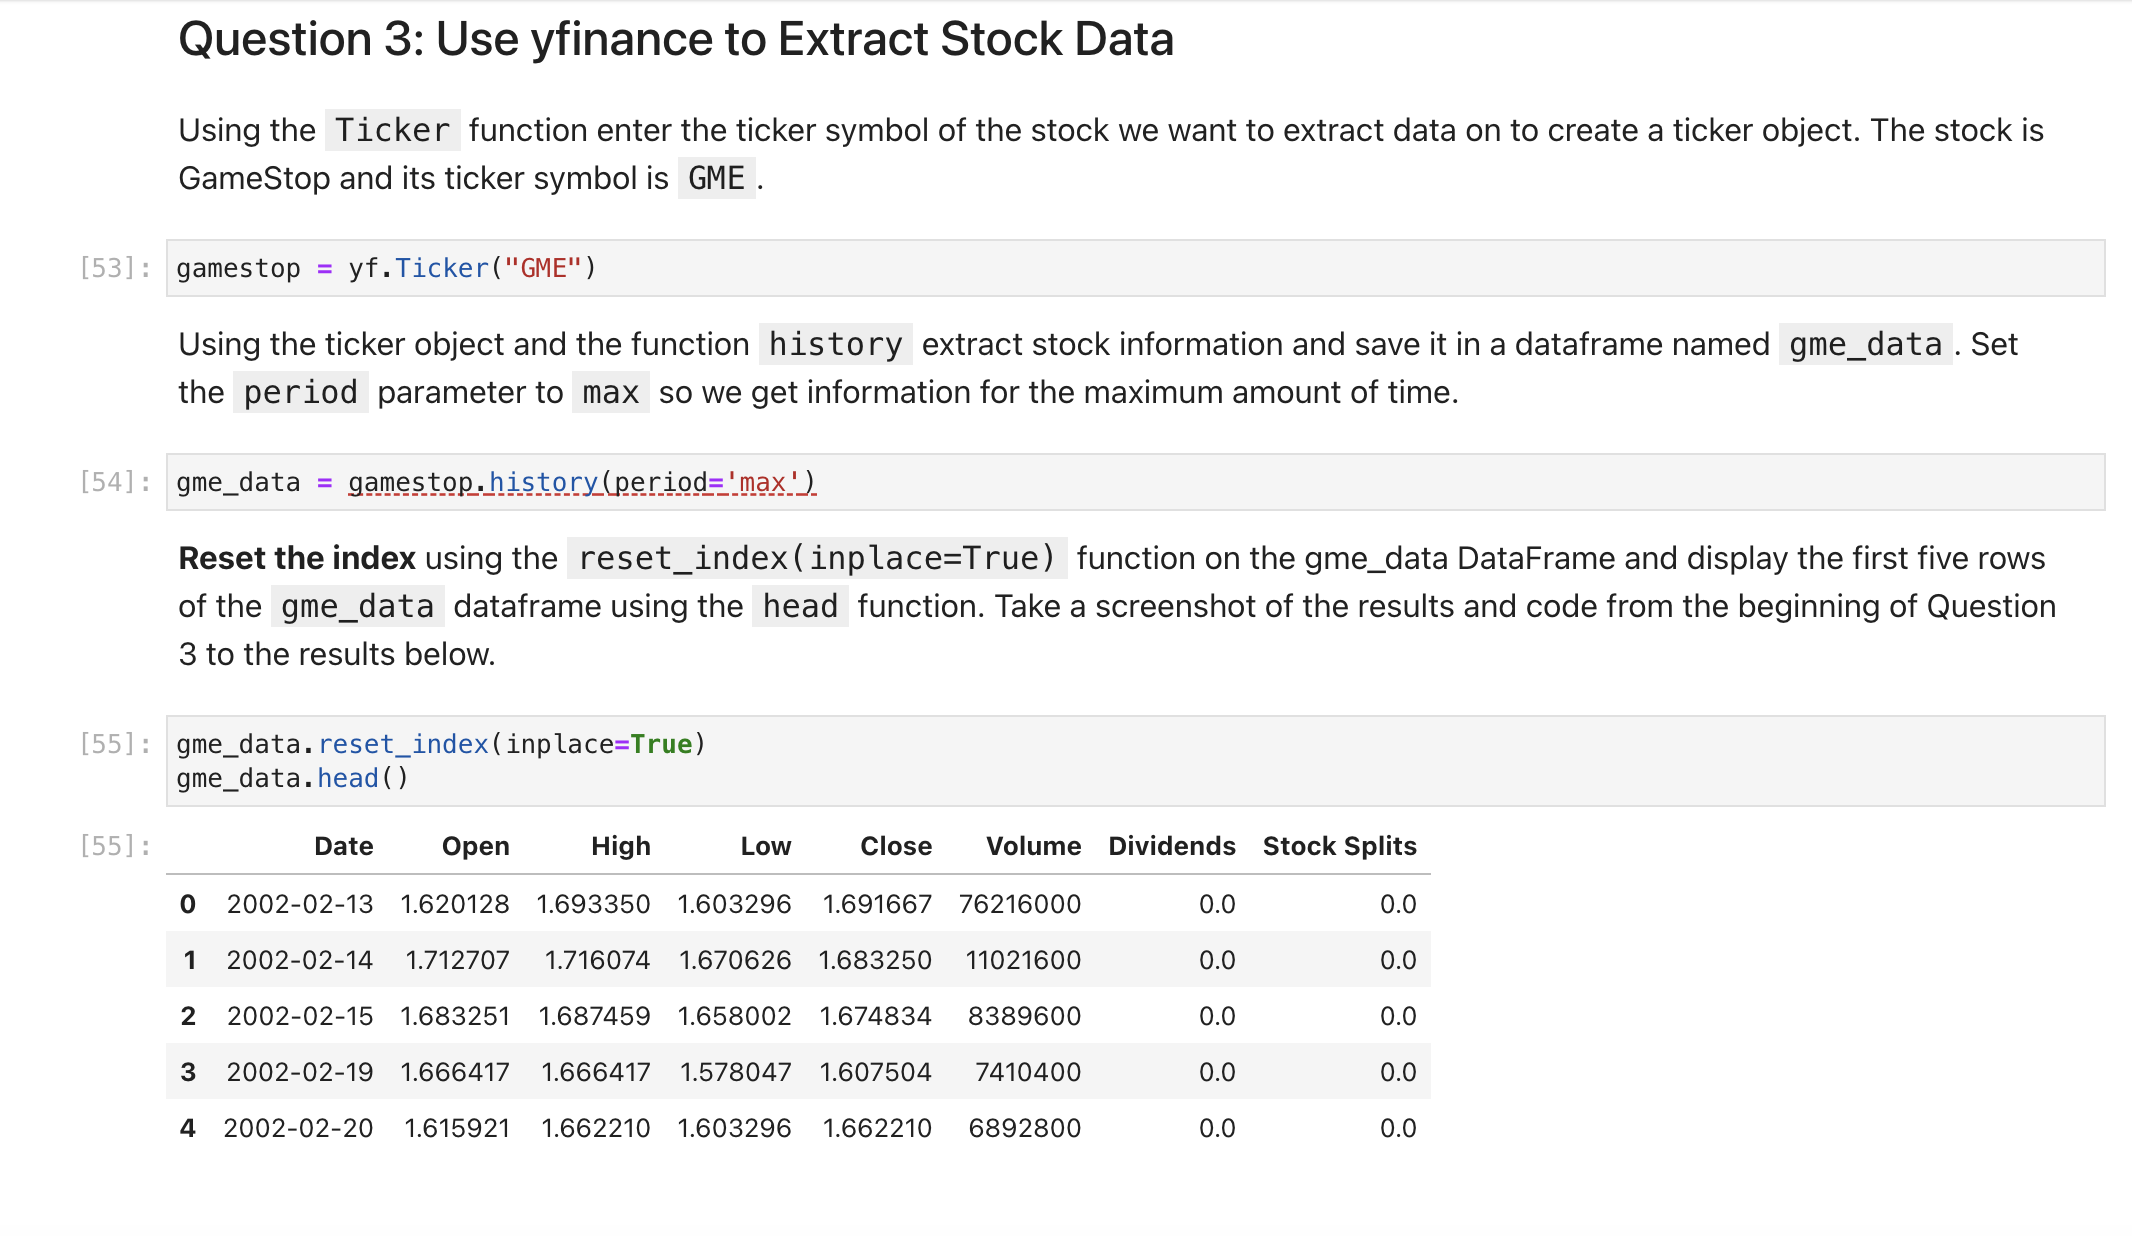 Question 3: Use yfinance to Extract Stock Data
Using the Ticker function enter the ticker symbol of the stock we want to extract data on to create a ticker object. The stock is
GameStop and its ticker symbol is GME .
[53]: gamestop = yf.Ticker("GME")
Using the ticker object and the function history extract stock information and save it in a dataframe named gme_data . Set
the period parameter to max so we get information for the maximum amount of time.
[54]: gme_data = gamestop.history(period='max')
Reset the index using the reset_index(inplace=True) function on the gme_data DataFrame and display the first five rows
of the gme_data dataframe using the head function. Take a screenshot of the results and code from the beginning of Question
3 to the results below.
[55]: gme_data.reset_index(inplace=True)
gme_data.head()
[55]: Date Open High Low Close Volume Dividends Stock Splits
0 2002-02-13 1.620128 1.693350 1.603296 1.691667 76216000 0.0 0.0
1 2002-02-14 1.712707 1.716074 1.670626 1.683250 11021600 0.0 0.0
2 2002-02-15 1.683251 1.687459 1.658002 1.674834 8389600 0.0 0.0
3 2002-02-19 1.666417 1.666417 1.578047 1.607504 7410400 0.0 0.0
4 2002-02-20 1.615921 1.662210 1.603296 1.662210 6892800 0.0 0.0